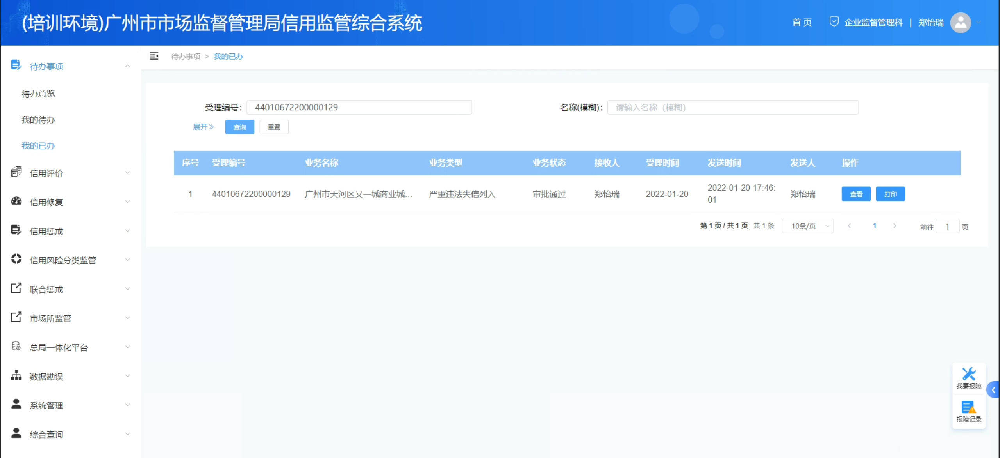 (培训环境)广州市市场监督管理局信用监管综合系统
首页 企业监督管理科 | 郑怡瑞
待办事项 > 我的已办
待办事项
待办总览
我的待办
我的已办
信用评价
信用修复
信用惩戒
信用风险分类监管
联合惩戒
市场所监管
总局一体化平台
数据勘误
系统管理
综合查询
受理编号: 44010672200000129 名称(模糊): 请输入名称 (模糊)
展开 查询 重置
序号 受理编号 业务名称 业务类型 业务状态 接收人 受理时间 发送时间 发送人 操作
1 44010672200000129 广州市天河区又一城商业城... 严重违法失信列入 审批通过 郑怡瑞 2022-01-20 2022-01-20 17:46:
01 郑怡瑞 查看 打印
第1页/共1页 共1条 10条/页 < 1 > 前往 1 页
我要报障
报障记录